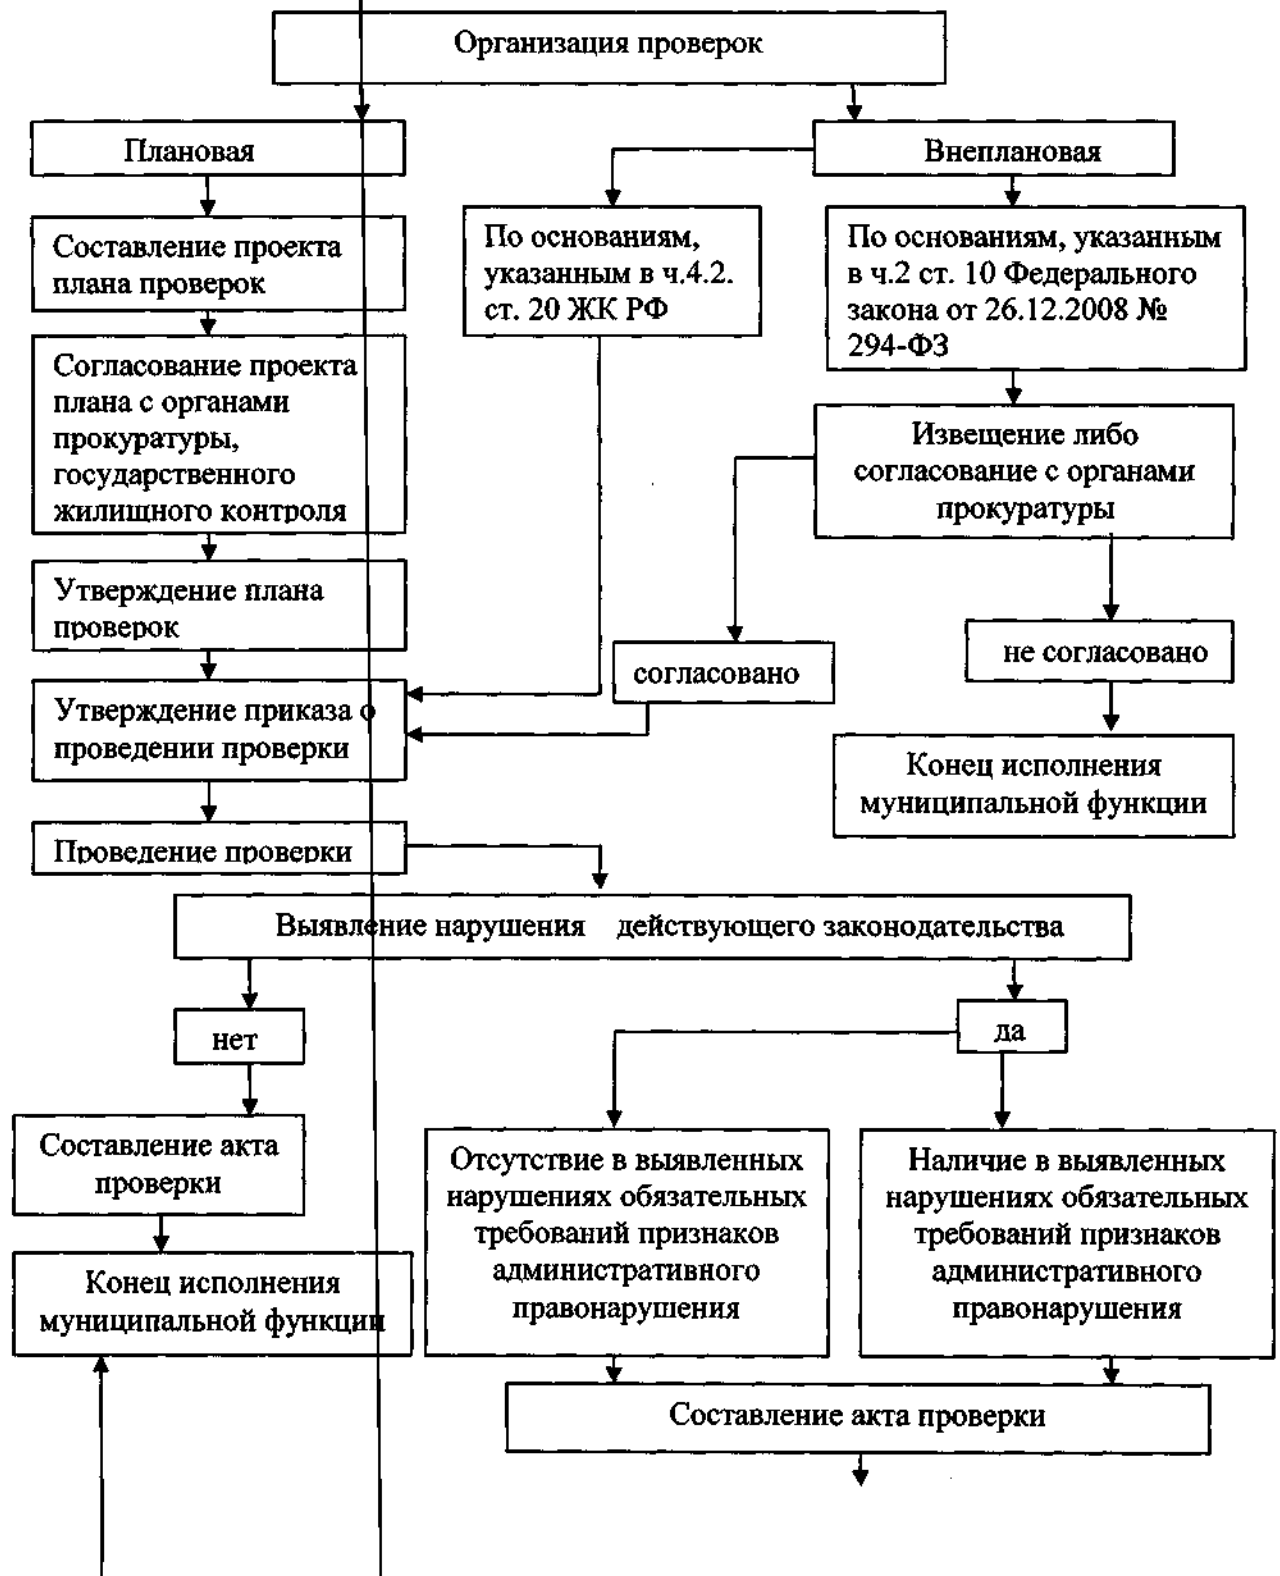 Организация проверок
Плановая
Внеплановая
Составление проекта
плана проверок
По основаниям,
указанным в ч.4.2.
ст. 20 ЖК РФ
По основаниям, указанным
в ч.2 ст. 10 Федерального
закона от 26.12.2008 №
294-ФЗ
Согласование проекта
плана с органами
прокуратуры,
государственного
жилищного контроля
Извещение либо
согласование с органами
прокуратуры
Утверждение плана
проверок
согласовано
не согласовано
Утверждение приказа о
проведении проверки
Конец исполнения
муниципальной функции
Проведение проверки
Выявление нарушения действующего законодательства
нет
да
Составление акта
проверки
Отсутствие в выявленных
нарушениях обязательных
требований признаков
административного
правонарушения
Наличие в выявленных
нарушениях обязательных
требований признаков
административного
правонарушения
Конец исполнения
муниципальной функции
Составление акта проверки